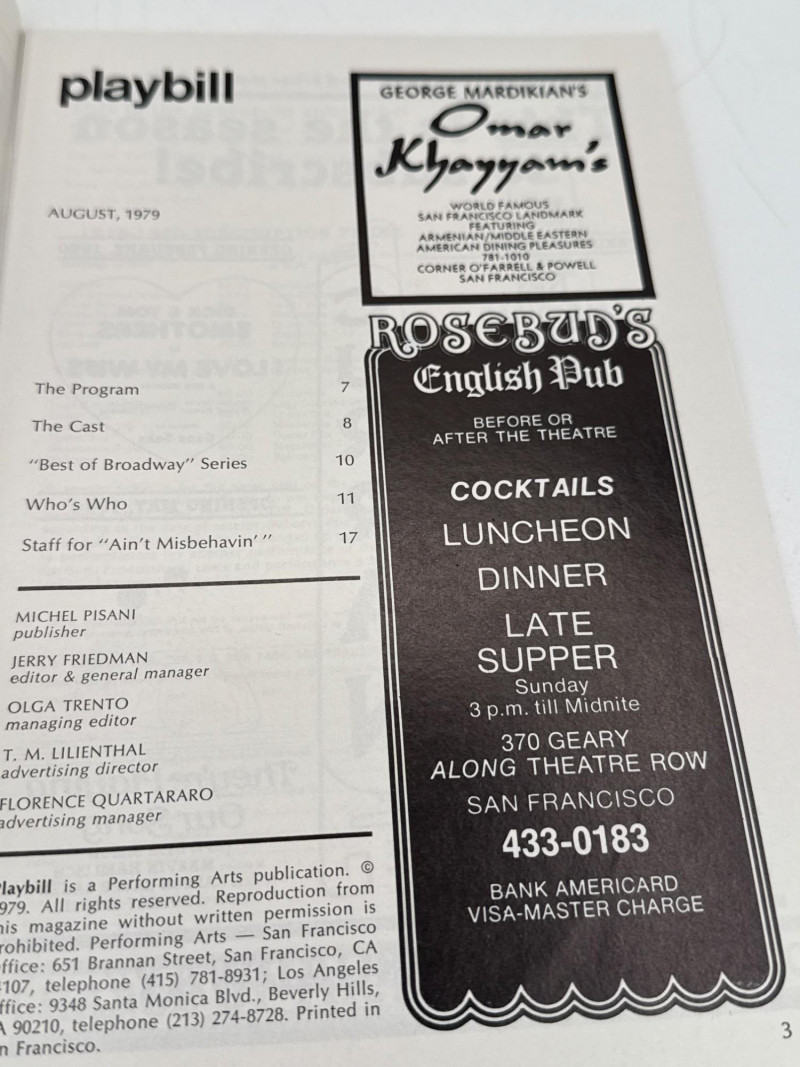 playbill
AUGUST, 1979
The Program 7
The Cast 8
"Best of Broadway" Series 10
Who's Who 11
Staff for "Ain't Misbehavin' " 17
MICHEL PISANI
publisher
JERRY FRIEDMAN
editor & general manager
OLGA TRENTO
managing editor
T. M. LILIENTHAL
advertising director
FLORENCE QUARTARARO
advertising manager
laybill is a Performing Arts publication. ©
979. All rights reserved. Reproduction from
his magazine without written permission is
rohibited. Performing Arts — San Francisco
ffice: 651 Brannan Street, San Francisco, CA
4107, telephone (415) 781-8931; Los Angeles
ffice: 9348 Santa Monica Blvd., Beverly Hills,
A 90210, telephone (213) 274-8728. Printed in
n Francisco.
GEORGE MARDIKIAN'S
Omar
Khayyam's
WORLD FAMOUS
SAN FRANCISCO LANDMARK
FEATURING
ARMENIAN/MIDDLE EASTERN
AMERICAN DINING PLEASURES
781-1010
CORNER O'FARRELL & POWELL
SAN FRANCISCO
ROSEBUD'S
English Pub
BEFORE OR
AFTER THE THEATRE
COCKTAILS
LUNCHEON
DINNER
LATE
SUPPER
Sunday
3 p.m. till Midnite
370 GEARY
ALONG THEATRE ROW
SAN FRANCISCO
433-0183
BANK AMERICARD
VISA-MASTER CHARGE
3